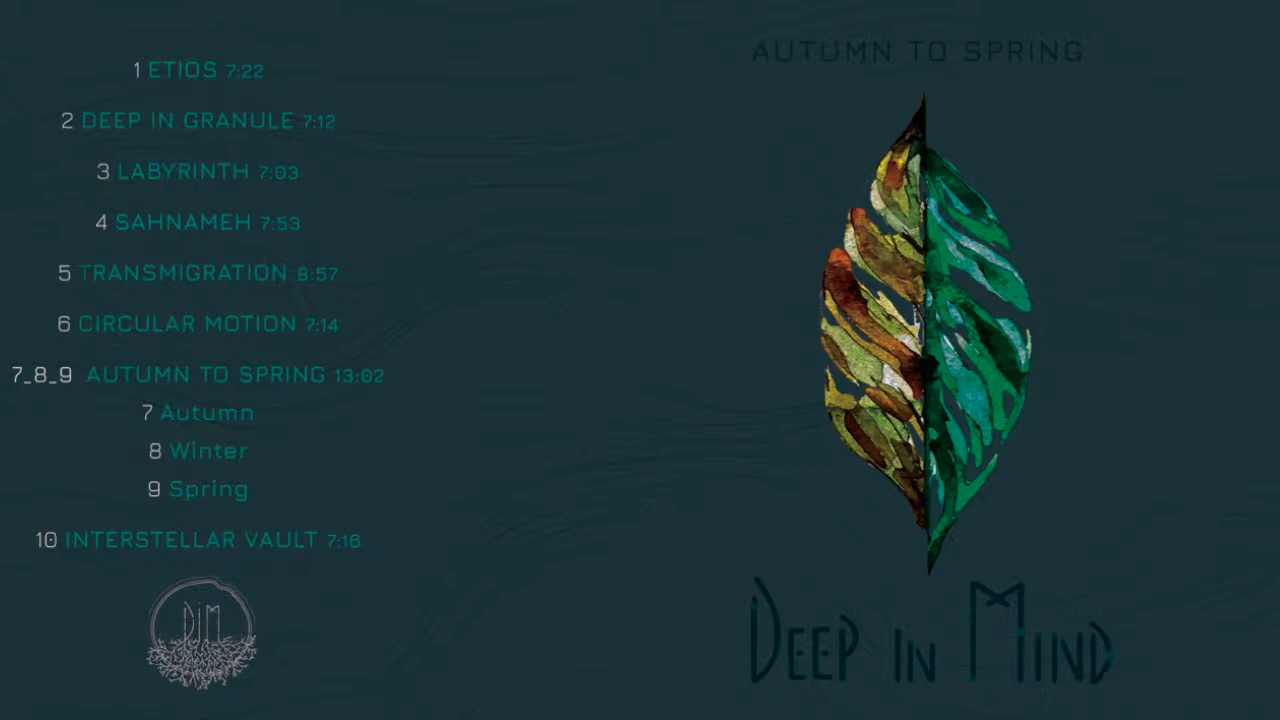 1 ETIOS 7:22
2 DEEP IN GRANULE 7:12
3 LABYRINTH 7:03
4 SAHNAMEH 7:53
5 TRANSMIGRATION 8:57
6 CIRCULAR MOTION 7:14
7_8_9 AUTUMN TO SPRING 13:02
7 Autumn
8 Winter
9 Spring
10 INTERSTELLAR VAULT 7:16
DIM
AUTUMN TO SPRING
DEEP IN MIND